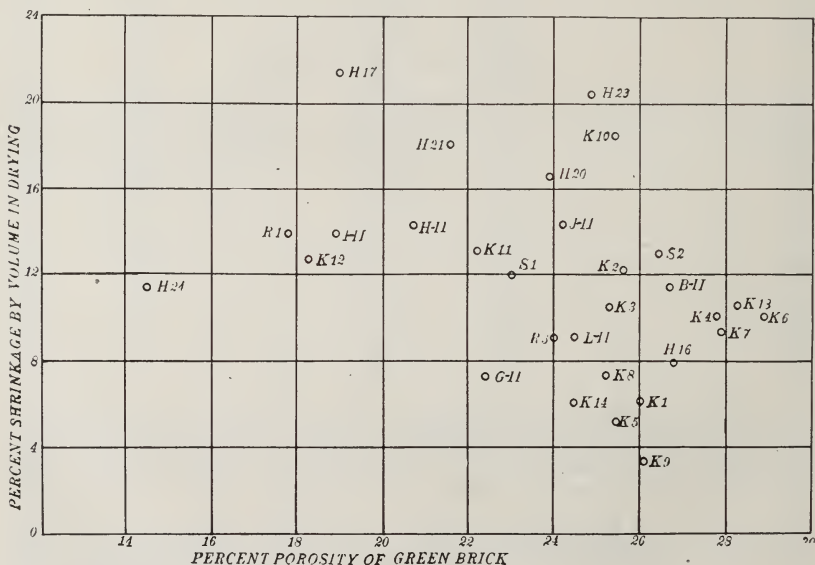 24
H17
H23
20
K10
H21
H20
16
R1
I-II
H-II
J-II
K11
S1
S2
K12
K2
12
H24
B-II
K3
K13
K4
K6
K7
R3
L-II
H16
8
G-II
K8
K14
K1
K5
4
K9
0
14
16
18
20
22
24
26
28
PERCENT SHRINKAGE BY VOLUME IN DRYING
PERCENT POROSITY OF GREEN BRICK